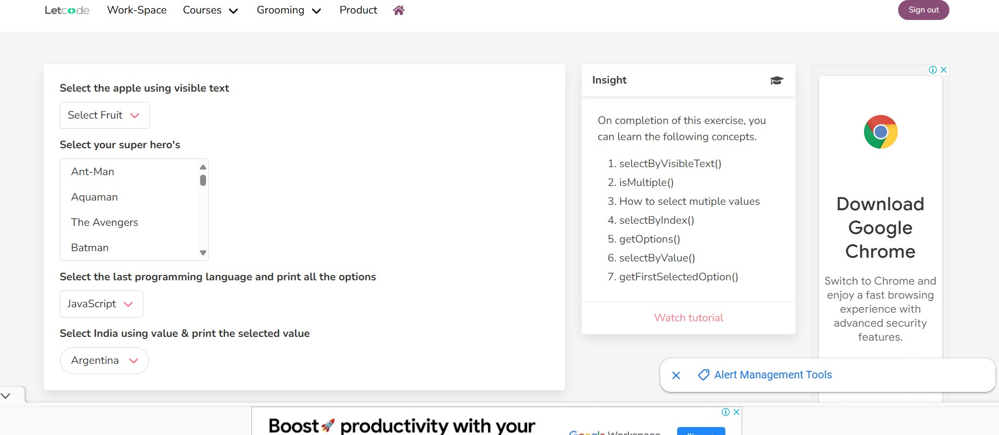 Letcode Work-Space Courses Grooming Product Sign out
Select the apple using visible text
Select Fruit
Select your super hero's
Ant-Man
Aquaman
The Avengers
Batman
Select the last programming language and print all the options
JavaScript
Select India using value & print the selected value
Argentina
Insight
On completion of this exercise, you
can learn the following concepts.
1. selectByVisibleText()
2. isMultiple()
3. How to select mutiple values
4. selectByIndex()
5. getOptions()
6. selectByValue()
7. getFirstSelectedOption()
Watch tutorial
Download
Google
Chrome
Switch to Chrome and
enjoy a fast browsing
experience with
advanced security
features.
Alert Management Tools
Boost productivity with your
Google Workspace